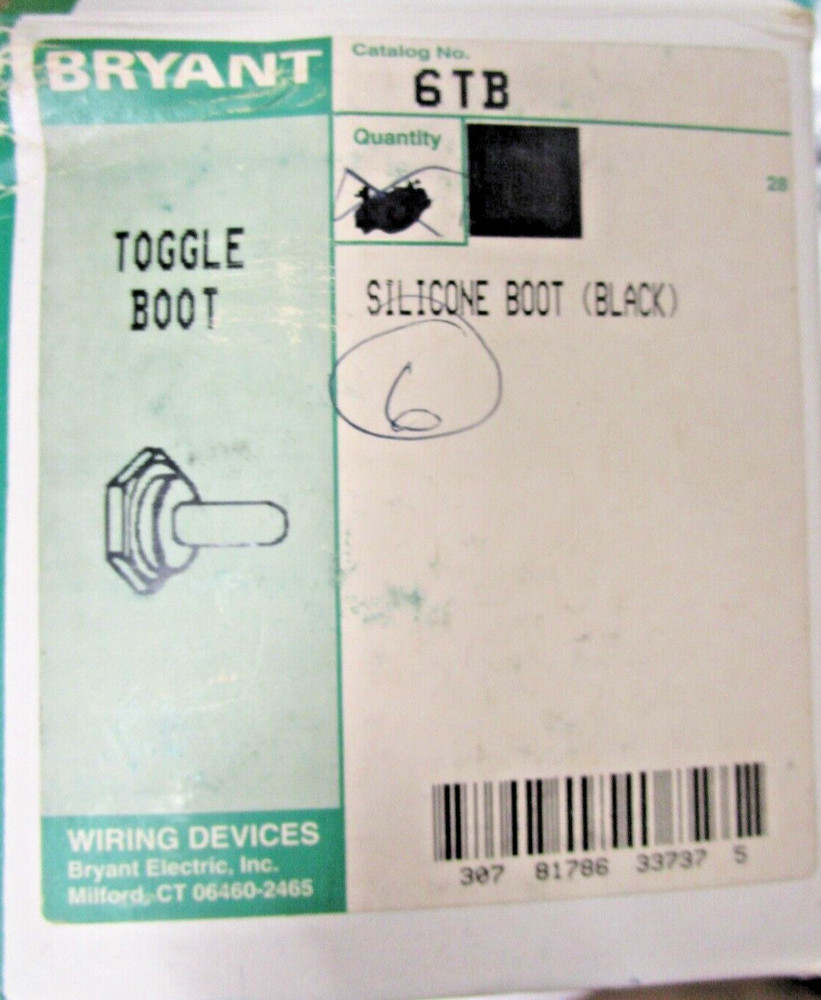 BRYANT
Catalog No.
6TB
Quantity
28
TOGGLE
BOOT
SILICONE BOOT (BLACK)
6
WIRING DEVICES
Bryant Electric, Inc.
Milford, CT 06460-2465
307 81786 33737 5